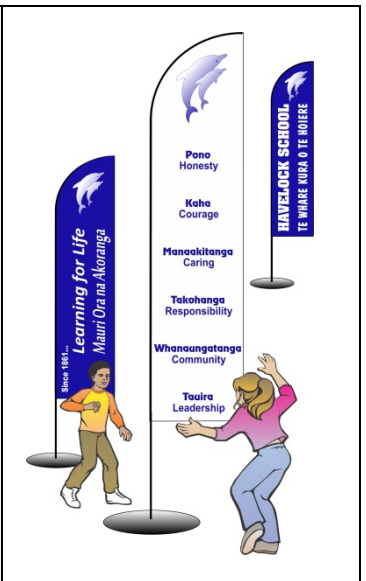 Since 1861...
Learning for Life
Mauri Ora na Akoranga
Pono
Honesty
Kaha
Courage
Manaakitanga
Caring
Takohanga
Responsibility
Whanaungatanga
Community
Tauira
Leadership
HAVELOCK SCHOOL
TE WHARE KURA O TE HOIERE